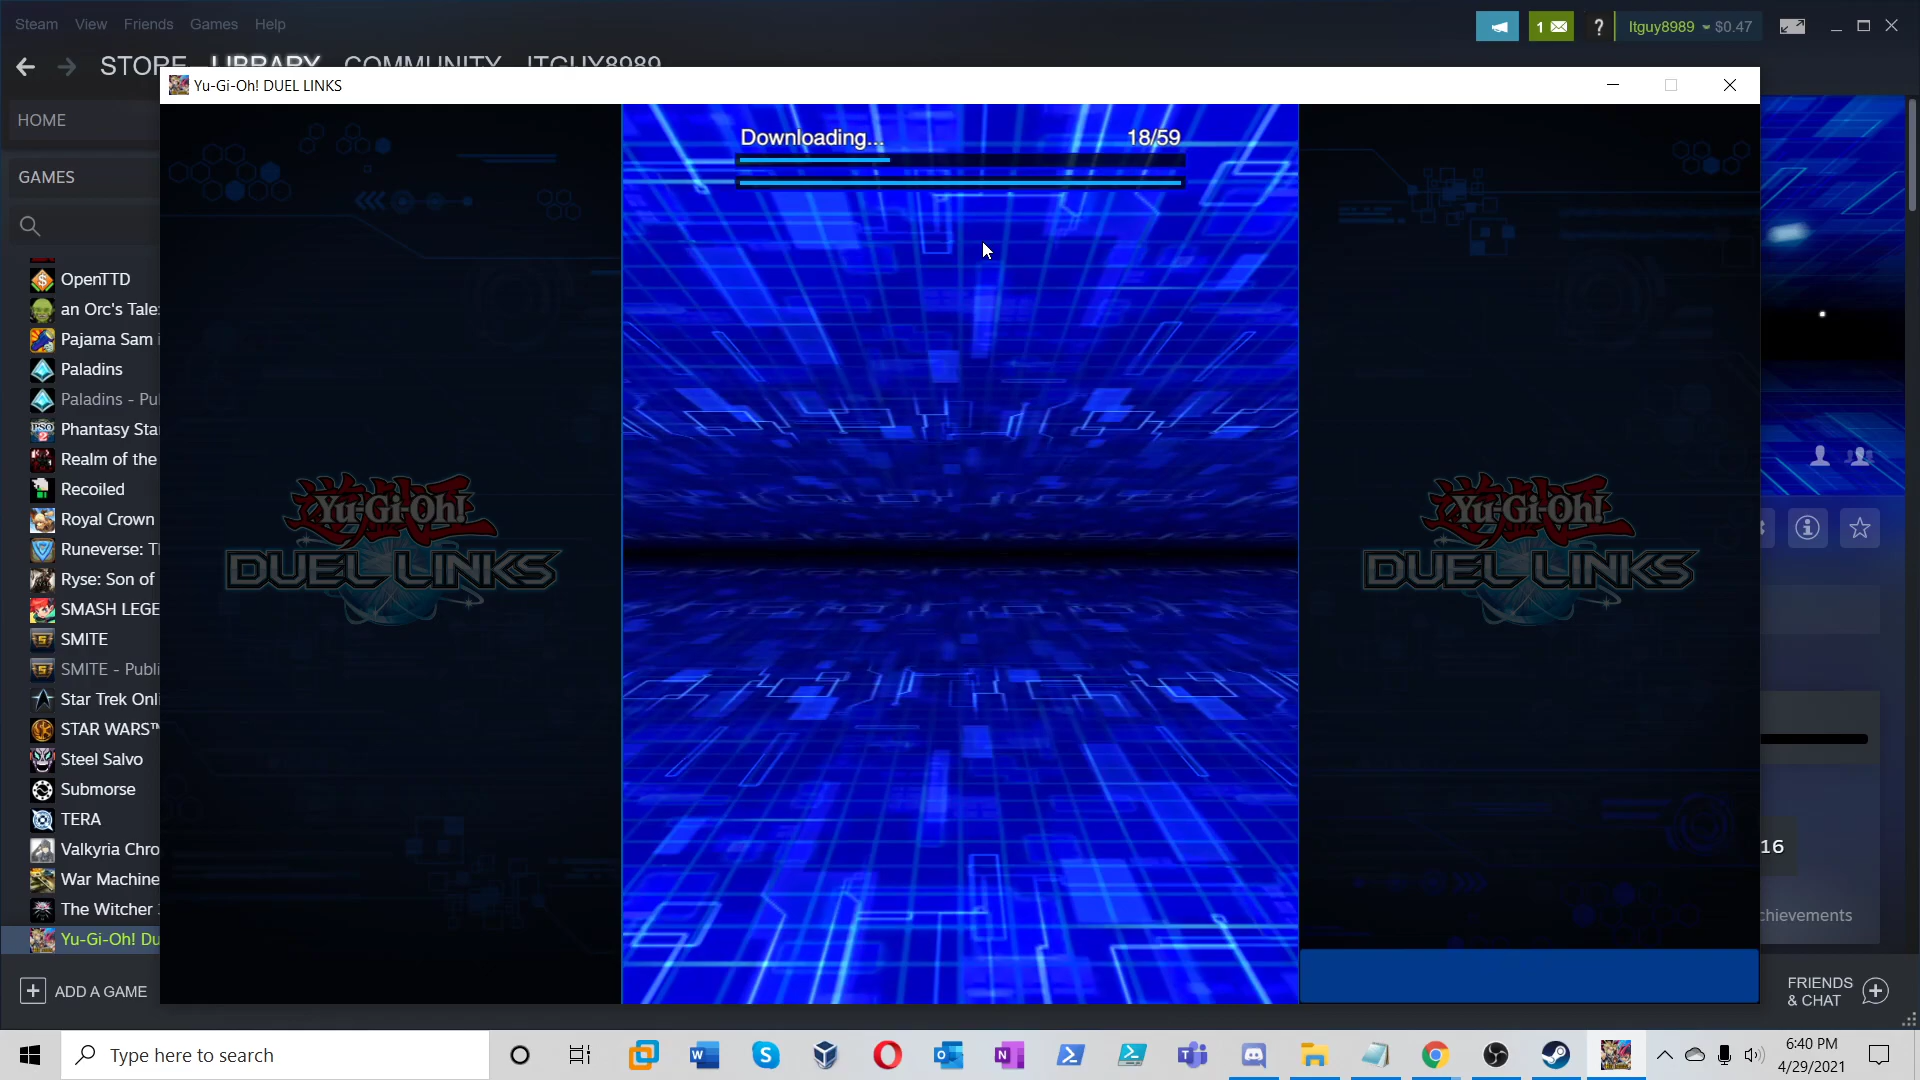 Steam View Friends Games Help
1
?
Itguy8989 $0.47
STORE LIBRARY COMMUNITY ITGUY8989
Yu-Gi-Oh! DUEL LINKS
HOME
GAMES
Downloading... 18/59
OpenTTD
an Orc's Tale:
Pajama Sam i
Paladins
Paladins - Pu
Phantasy Sta
Realm of the
Recoiled
Royal Crown
Runeverse: T
Ryse: Son of
SMASH LEGE
SMITE
SMITE - Publi
Star Trek Onl
STAR WARS™
Steel Salvo
Submorse
TERA
Valkyria Chro
War Machine
The Witcher
Yu-Gi-Oh! Du
Yu-Gi-Oh!
DUEL LINKS
Yu-Gi-Oh!
DUEL LINKS
16
chievements
ADD A GAME
FRIENDS
& CHAT
Type here to search
6:40 PM
4/29/2021